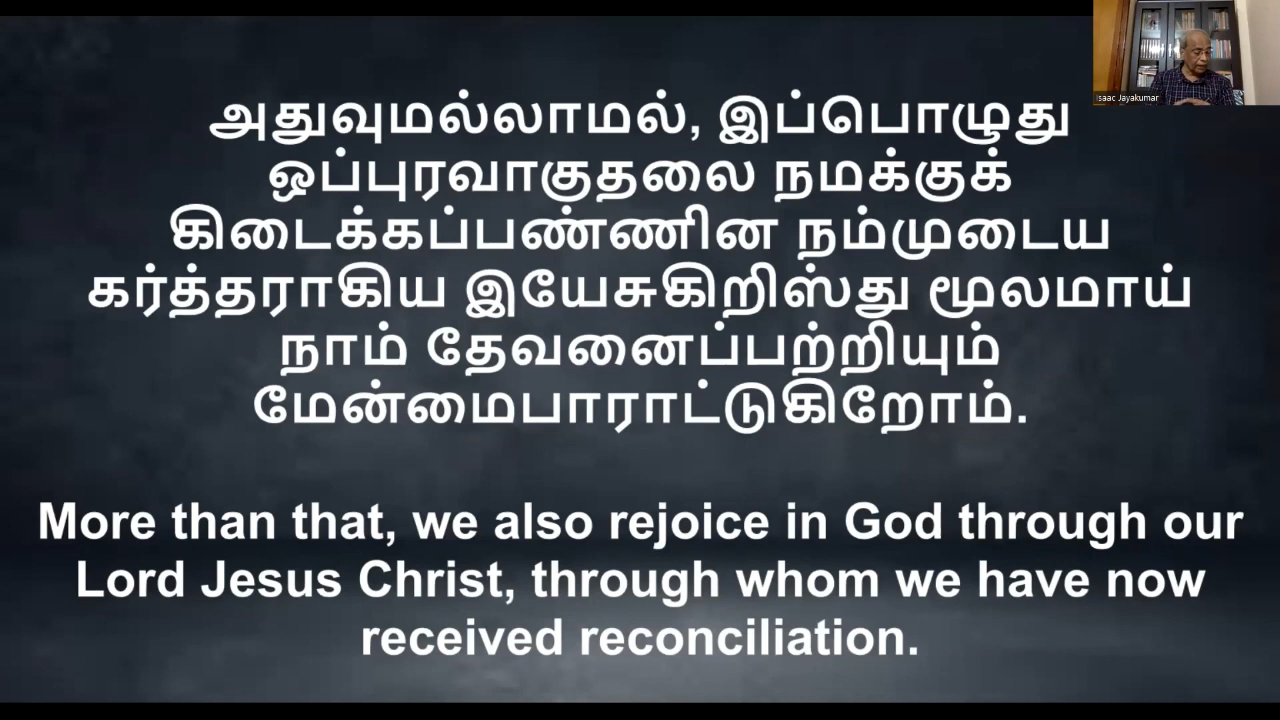 Isaac Jayakumar
அதுவுமல்லாமல், இப்பொழுது
ஒப்புரவாகுதலை நமக்குக்
கிடைக்கப்பண்ணின நம்முடைய
கர்த்தராகிய இயேசுகிறிஸ்து மூலமாய்
நாம் தேவனைப்பற்றியும்
மேன்மைபாராட்டுகிறோம்.
More than that, we also rejoice in God through our
Lord Jesus Christ, through whom we have now
received reconciliation.